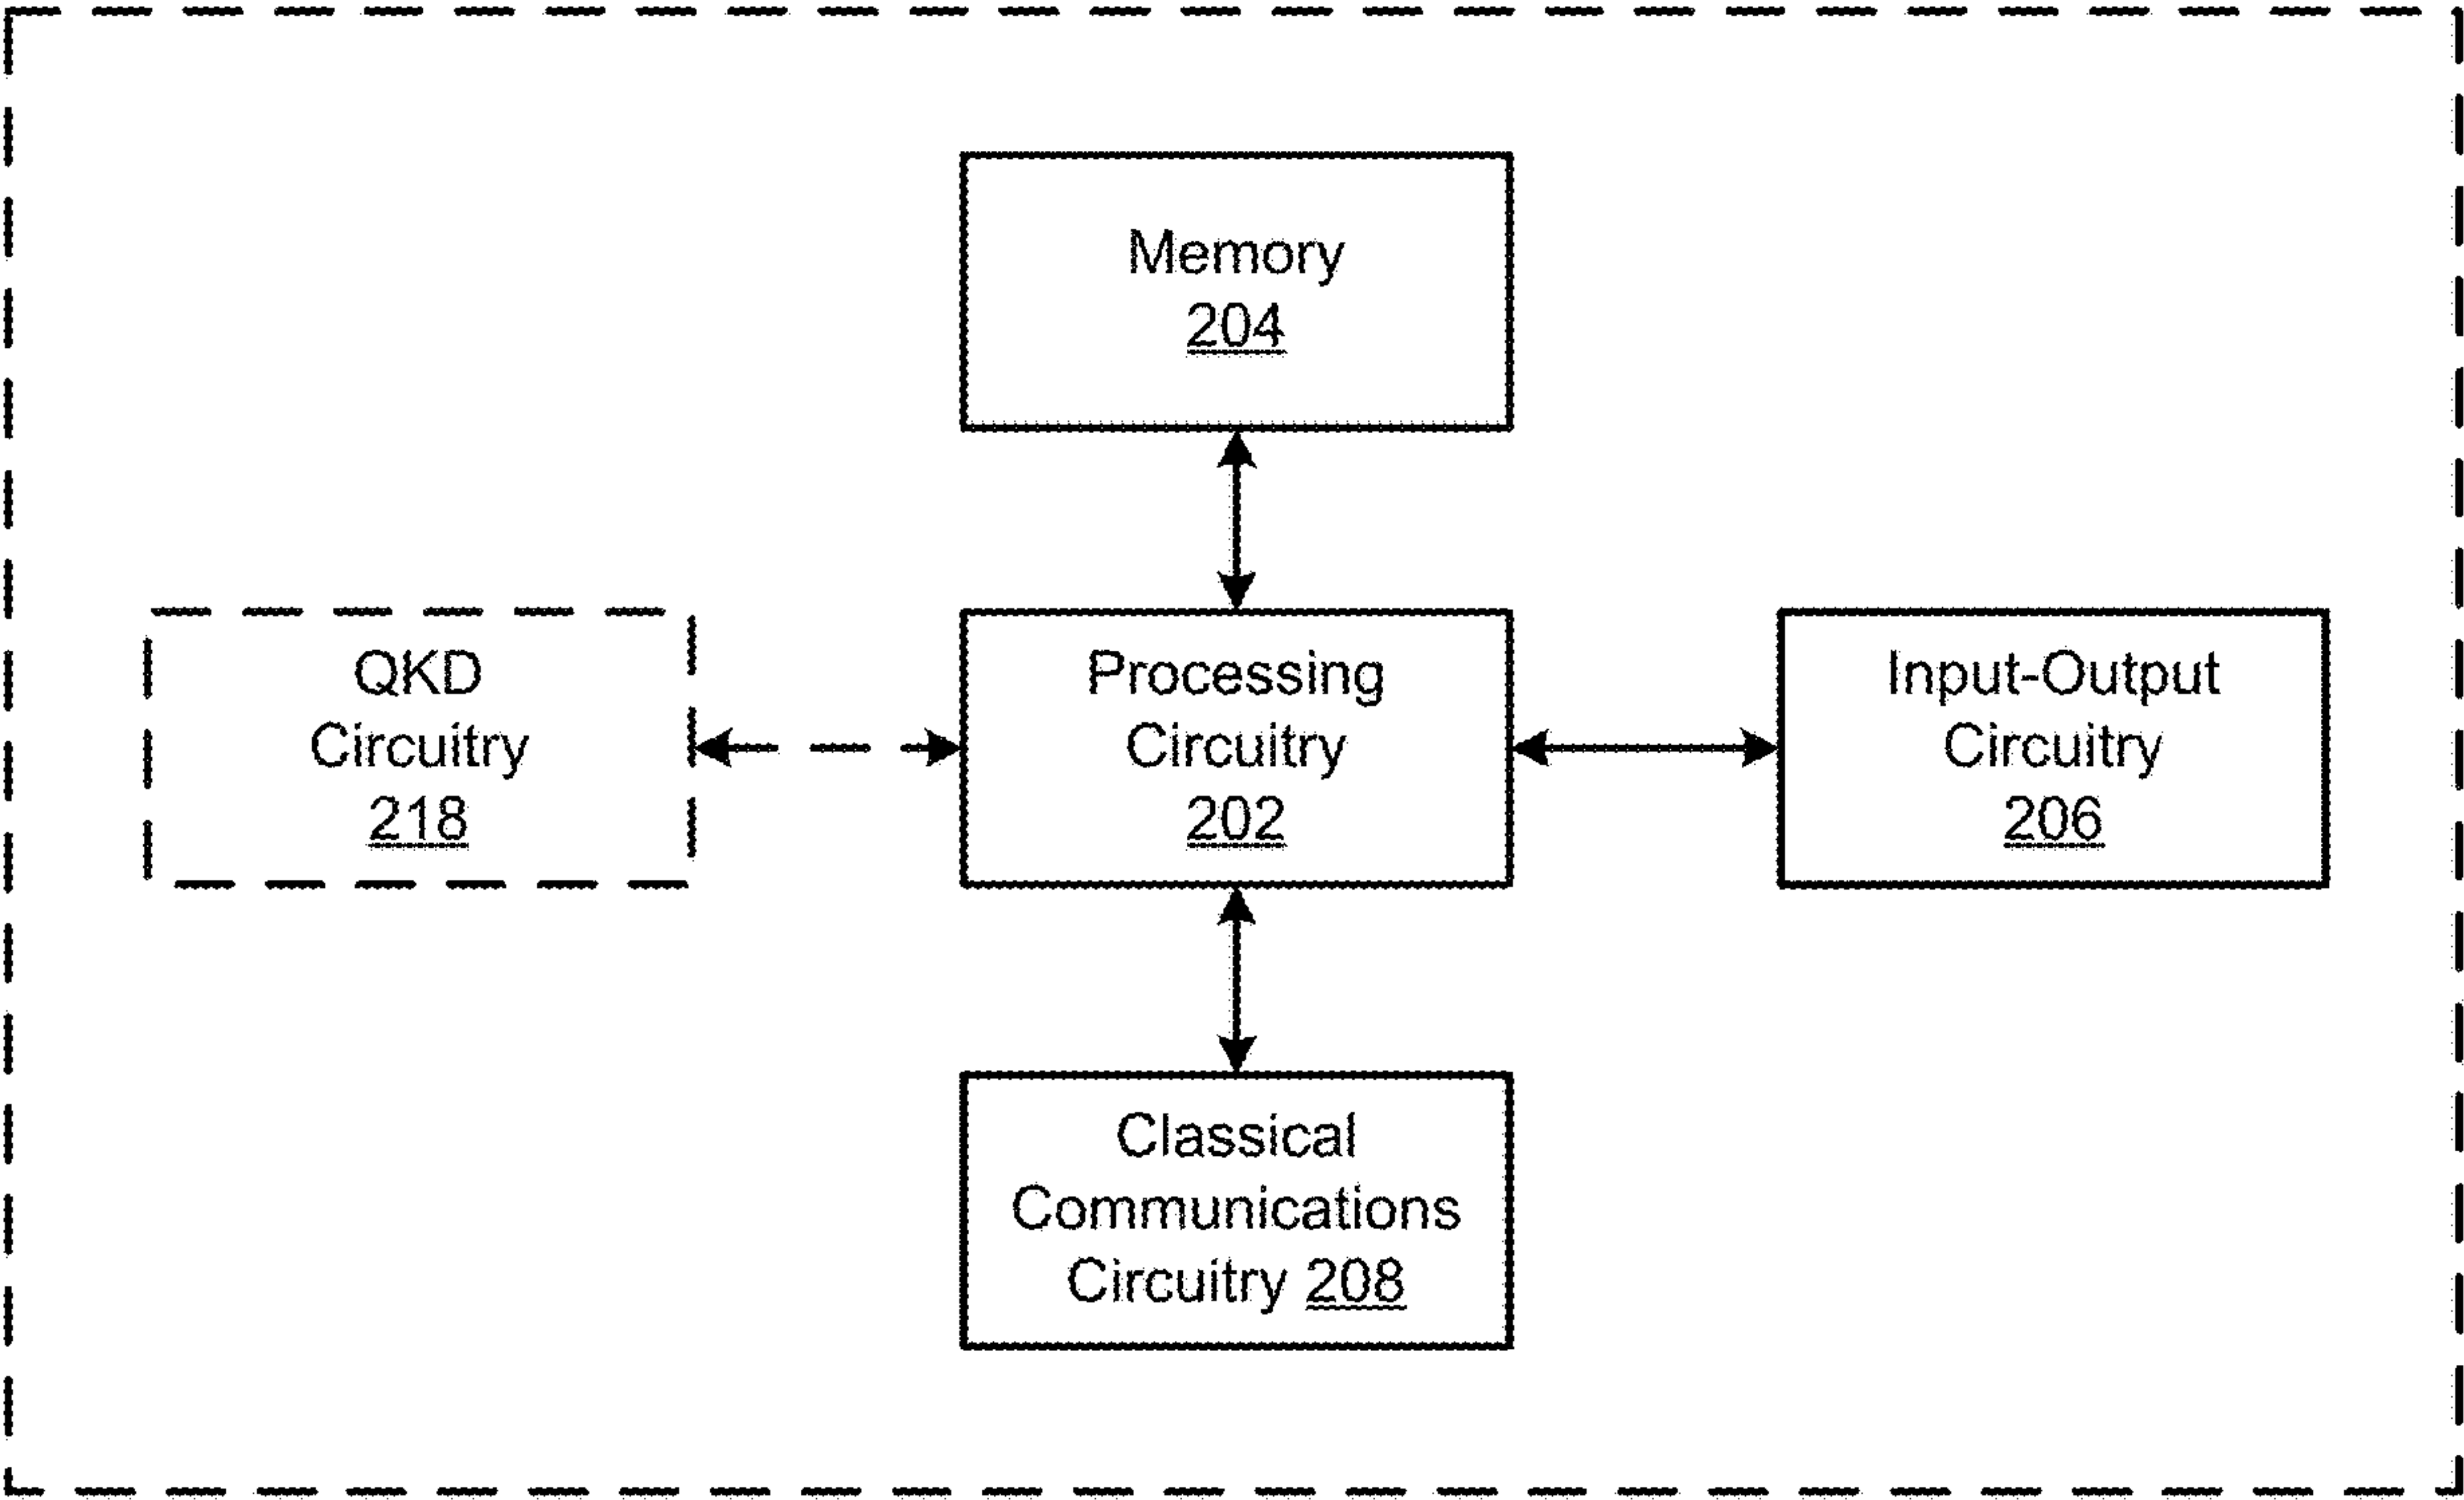 Memory
204
QKD
Circuitry
218
Processing
Circuitry
202
Input-Output
Circuitry
206
Classical
Communications
Circuitry 208